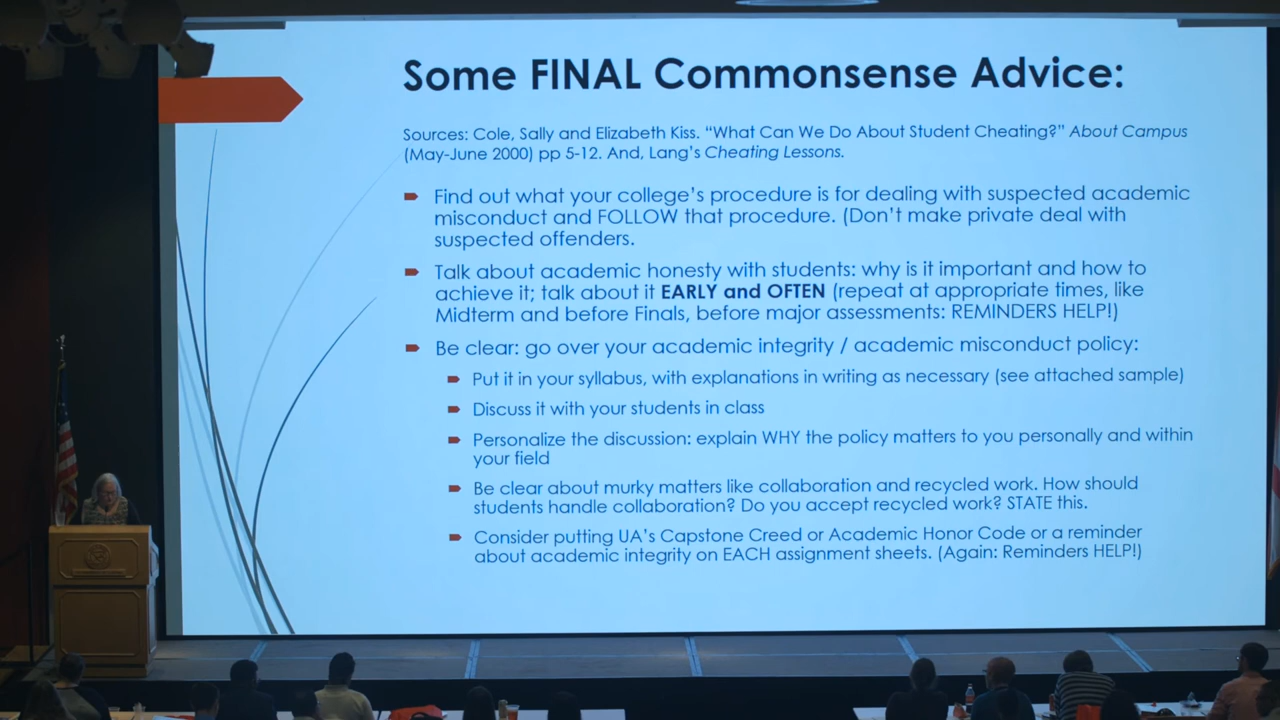 Some FINAL Commonsense Advice:
Sources: Cole, Sally and Elizabeth Kiss. “What Can We Do About Student Cheating?” About Campus
(May-June 2000) pp 5-12. And, Lang’s Cheating Lessons.
Find out what your college’s procedure is for dealing with suspected academic
misconduct and FOLLOW that procedure. (Don’t make private deal with
suspected offenders.
Talk about academic honesty with students: why is it important and how to
achieve it; talk about it EARLY and OFTEN (repeat at appropriate times, like
Midterm and before Finals, before major assessments: REMINDERS HELP!)
Be clear: go over your academic integrity / academic misconduct policy:
Put it in your syllabus, with explanations in writing as necessary (see attached sample)
Discuss it with your students in class
Personalize the discussion: explain WHY the policy matters to you personally and within
your field
Be clear about murky matters like collaboration and recycled work. How should
students handle collaboration? Do you accept recycled work? STATE this.
Consider putting UA’s Capstone Creed or Academic Honor Code or a reminder
about academic integrity on EACH assignment sheets. (Again: Reminders HELP!)